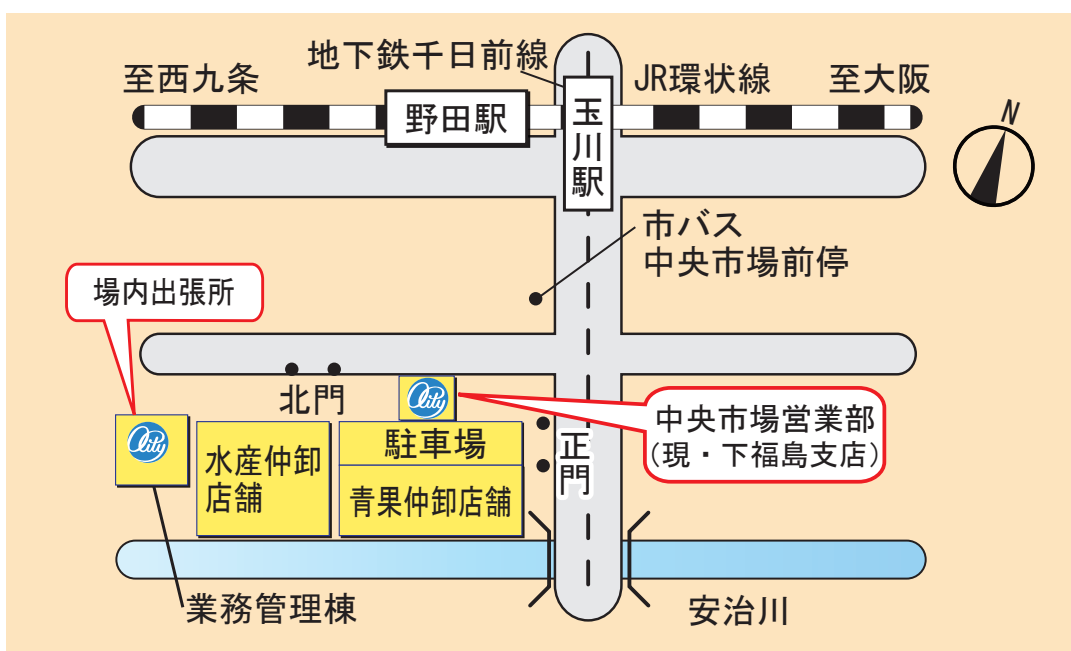 地下鉄千日前線
至西九条
JR環状線
至大阪
野田駅
玉川駅
N
市バス
中央市場前停
場内出張所
北門
City
中央市場営業部
(現・下福島支店)
City
駐車場
正門
水産仲卸
店舗
青果仲卸店舗
業務管理棟
安治川